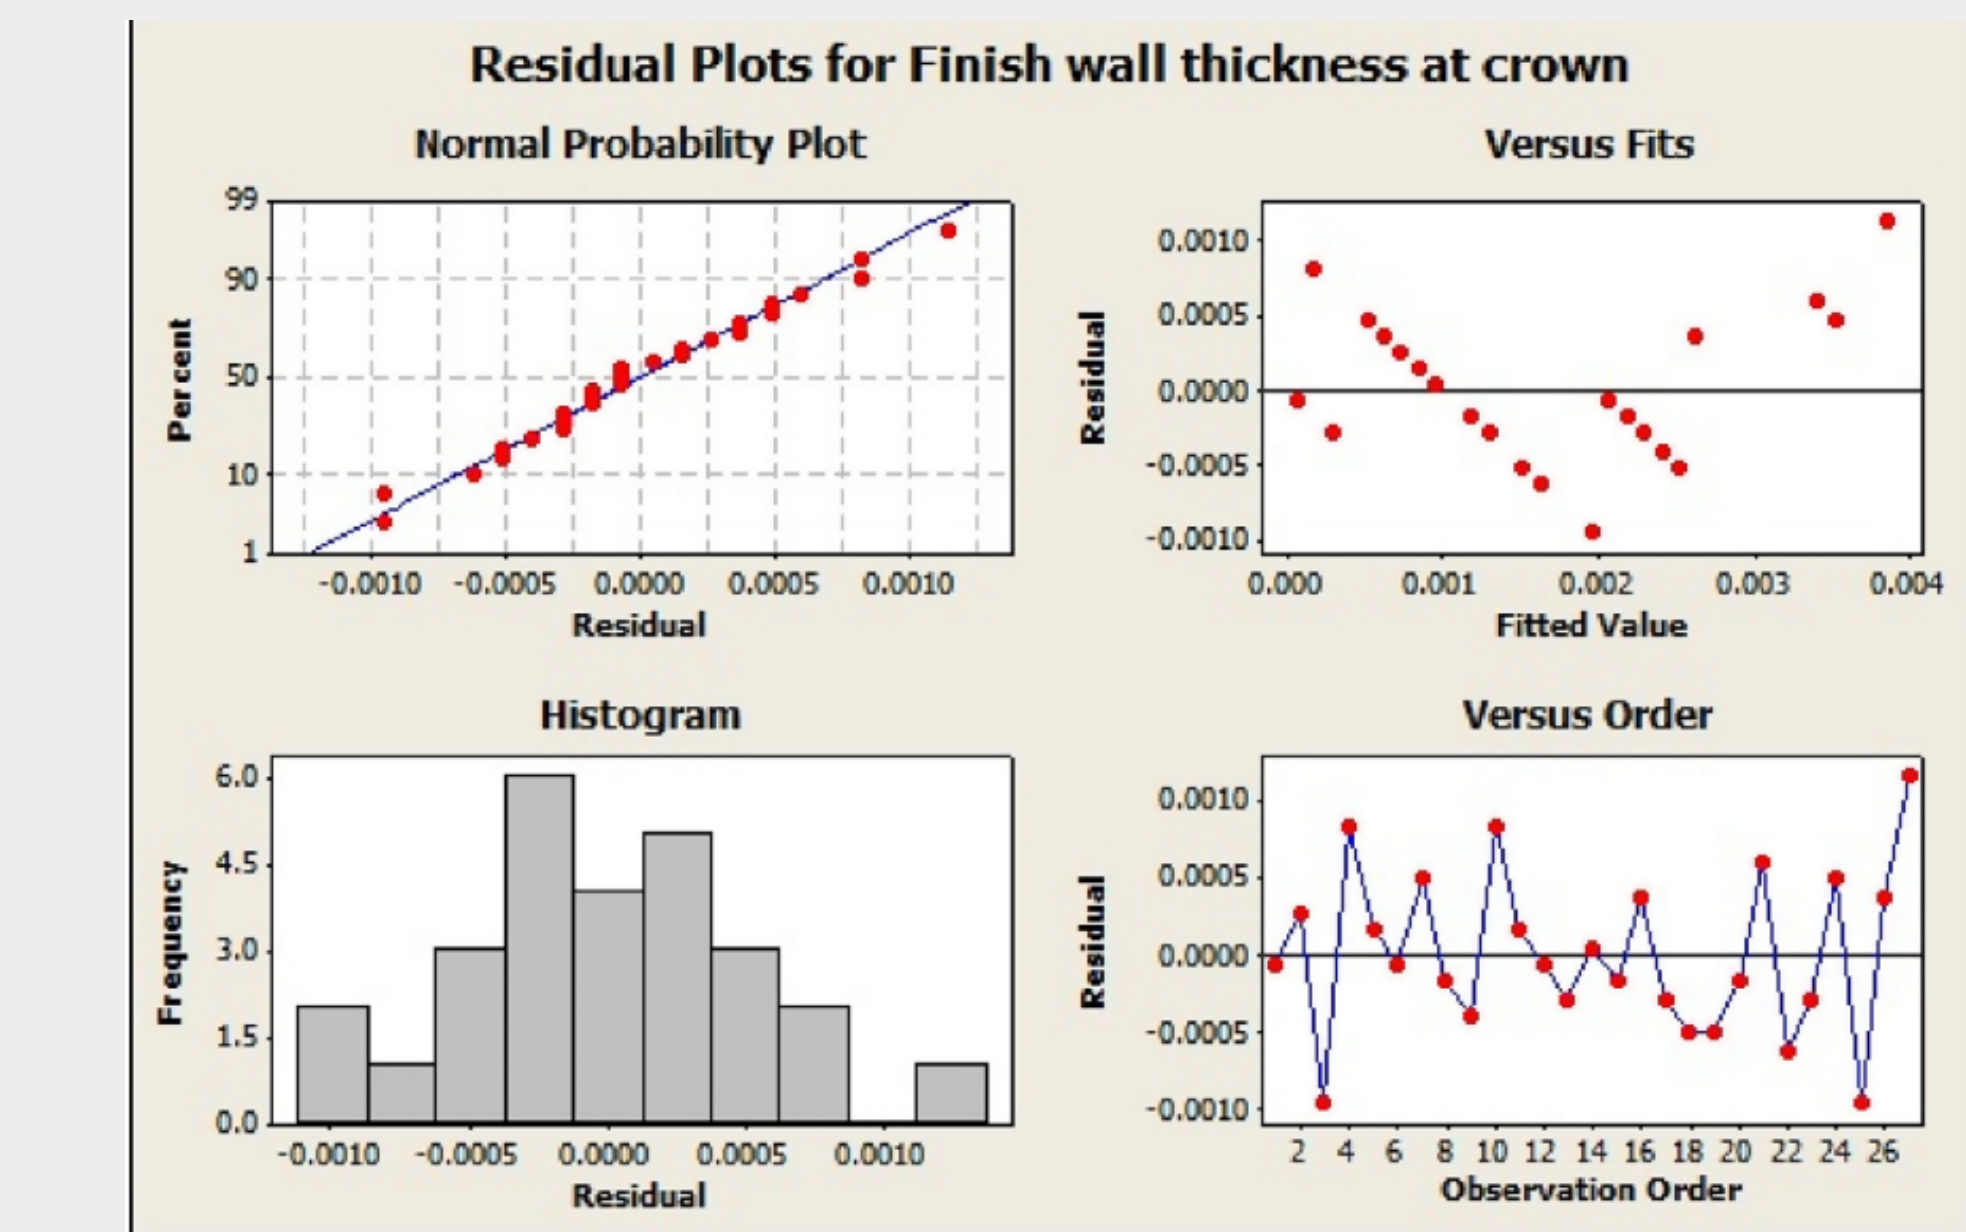 Residual Plots for Finish wall thickness at crown
Normal Probability Plot
99
90
50
10
1
Percent
-0.0010 -0.0005 0.0000 0.0005 0.0010
Residual
Versus Fits
0.0010
0.0005
0.0000
-0.0005
-0.0010
Residual
0.000 0.001 0.002 0.003 0.004
Fitted Value
Histogram
6.0
4.5
3.0
1.5
0.0
Frequency
-0.0010 -0.0005 0.0000 0.0005 0.0010
Residual
Versus Order
0.0010
0.0005
0.0000
-0.0005
-0.0010
Residual
2 4 6 8 10 12 14 16 18 20 22 24 26
Observation Order